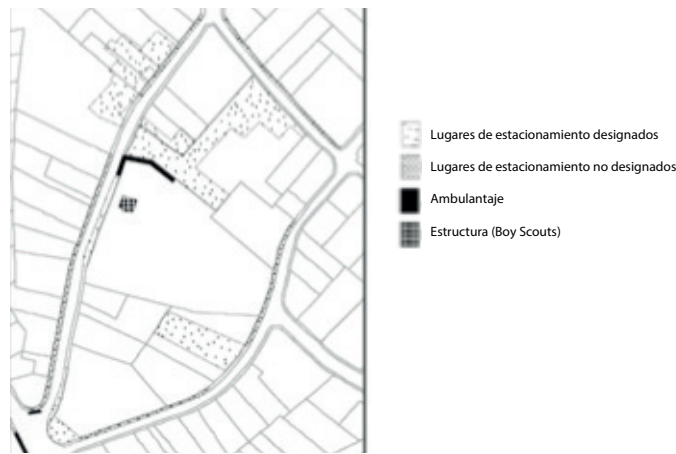 Lugares de estacionamiento designados
Lugares de estacionamiento no designados
Ambulantaje
Estructura (Boy Scouts)